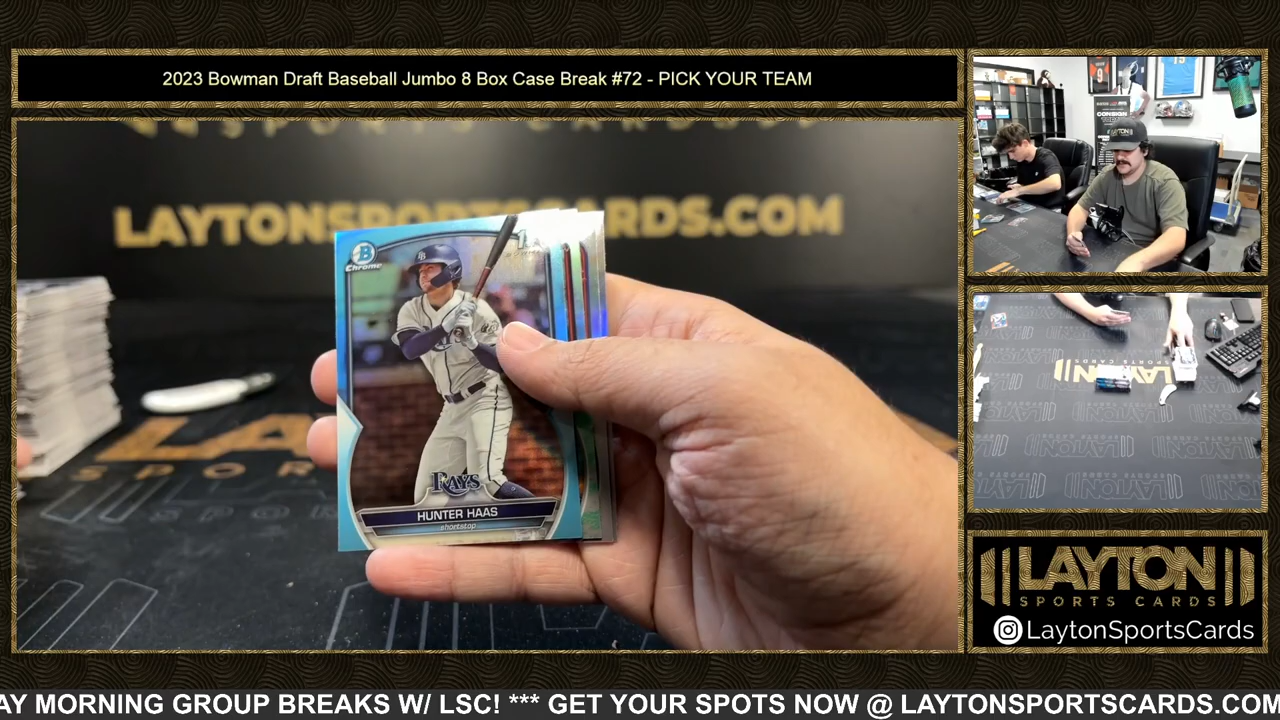 2023 Bowman Draft Baseball Jumbo 8 Box Case Break #72 - PICK YOUR TEAM
LAYTONSPORTSCARDS.COM
B
Chrome
RAYS
HUNTER HAAS
shortstop
LAYTON
SPORTS CARDS
LaytonSportsCards
AY MORNING GROUP BREAKS W/ LSC! *** GET YOUR SPOTS NOW @ LAYTONSPORTSCARDS.COM